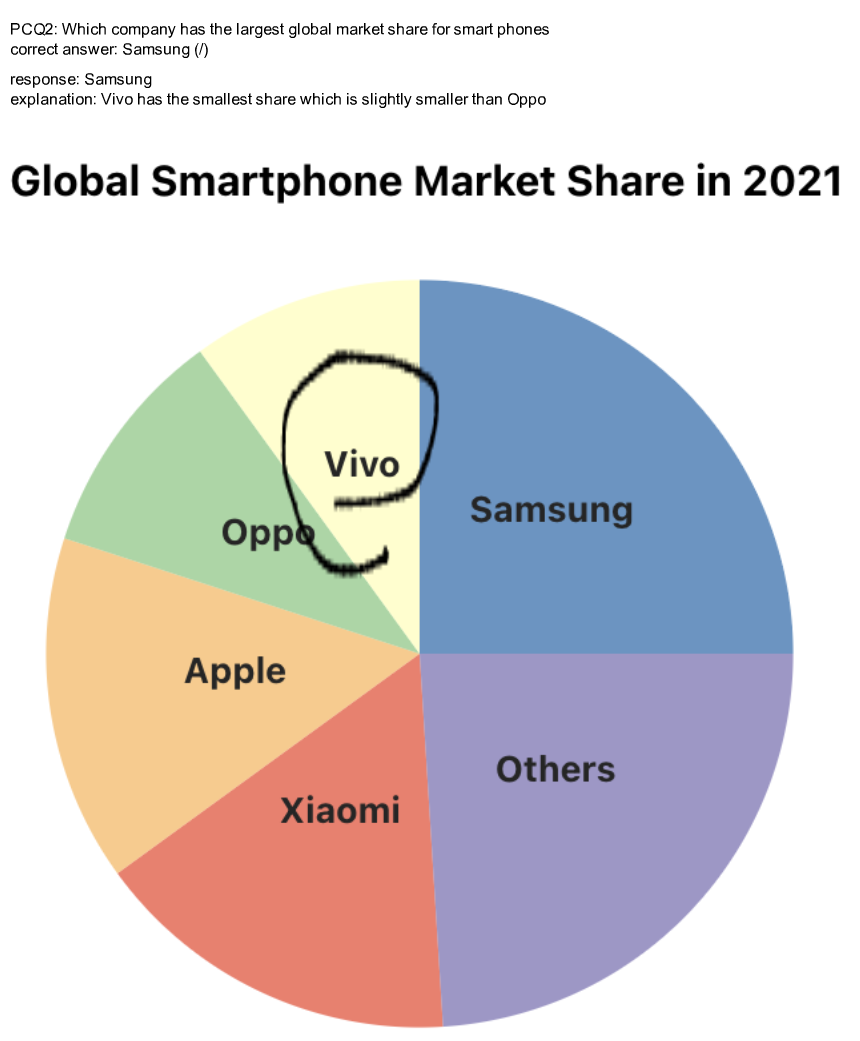 PCQ2: Which company has the largest global market share for smart phones
correct answer: Samsung (/)
response: Samsung
explanation: Vivo has the smallest share which is slightly smaller than Oppo
Global Smartphone Market Share in 2021
Vivo
Samsung
Oppo
Apple
Others
Xiaomi